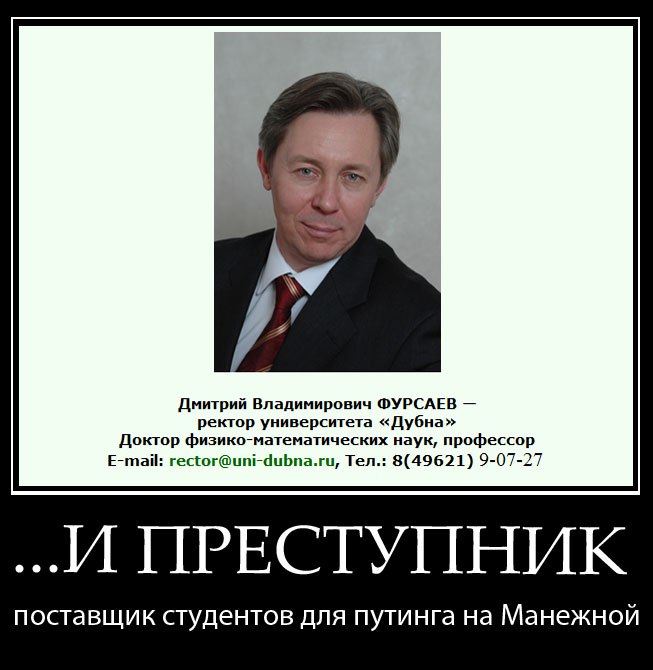 Дмитрий Владимирович ФУРСАЕВ —
ректор университета «Дубна»
Доктор физико-математических наук, профессор
E-mail: rector@uni-dubna.ru, Тел.: 8(49621) 9-07-27
...И ПРЕСТУПНИК
поставщик студентов для путинга на Манежной